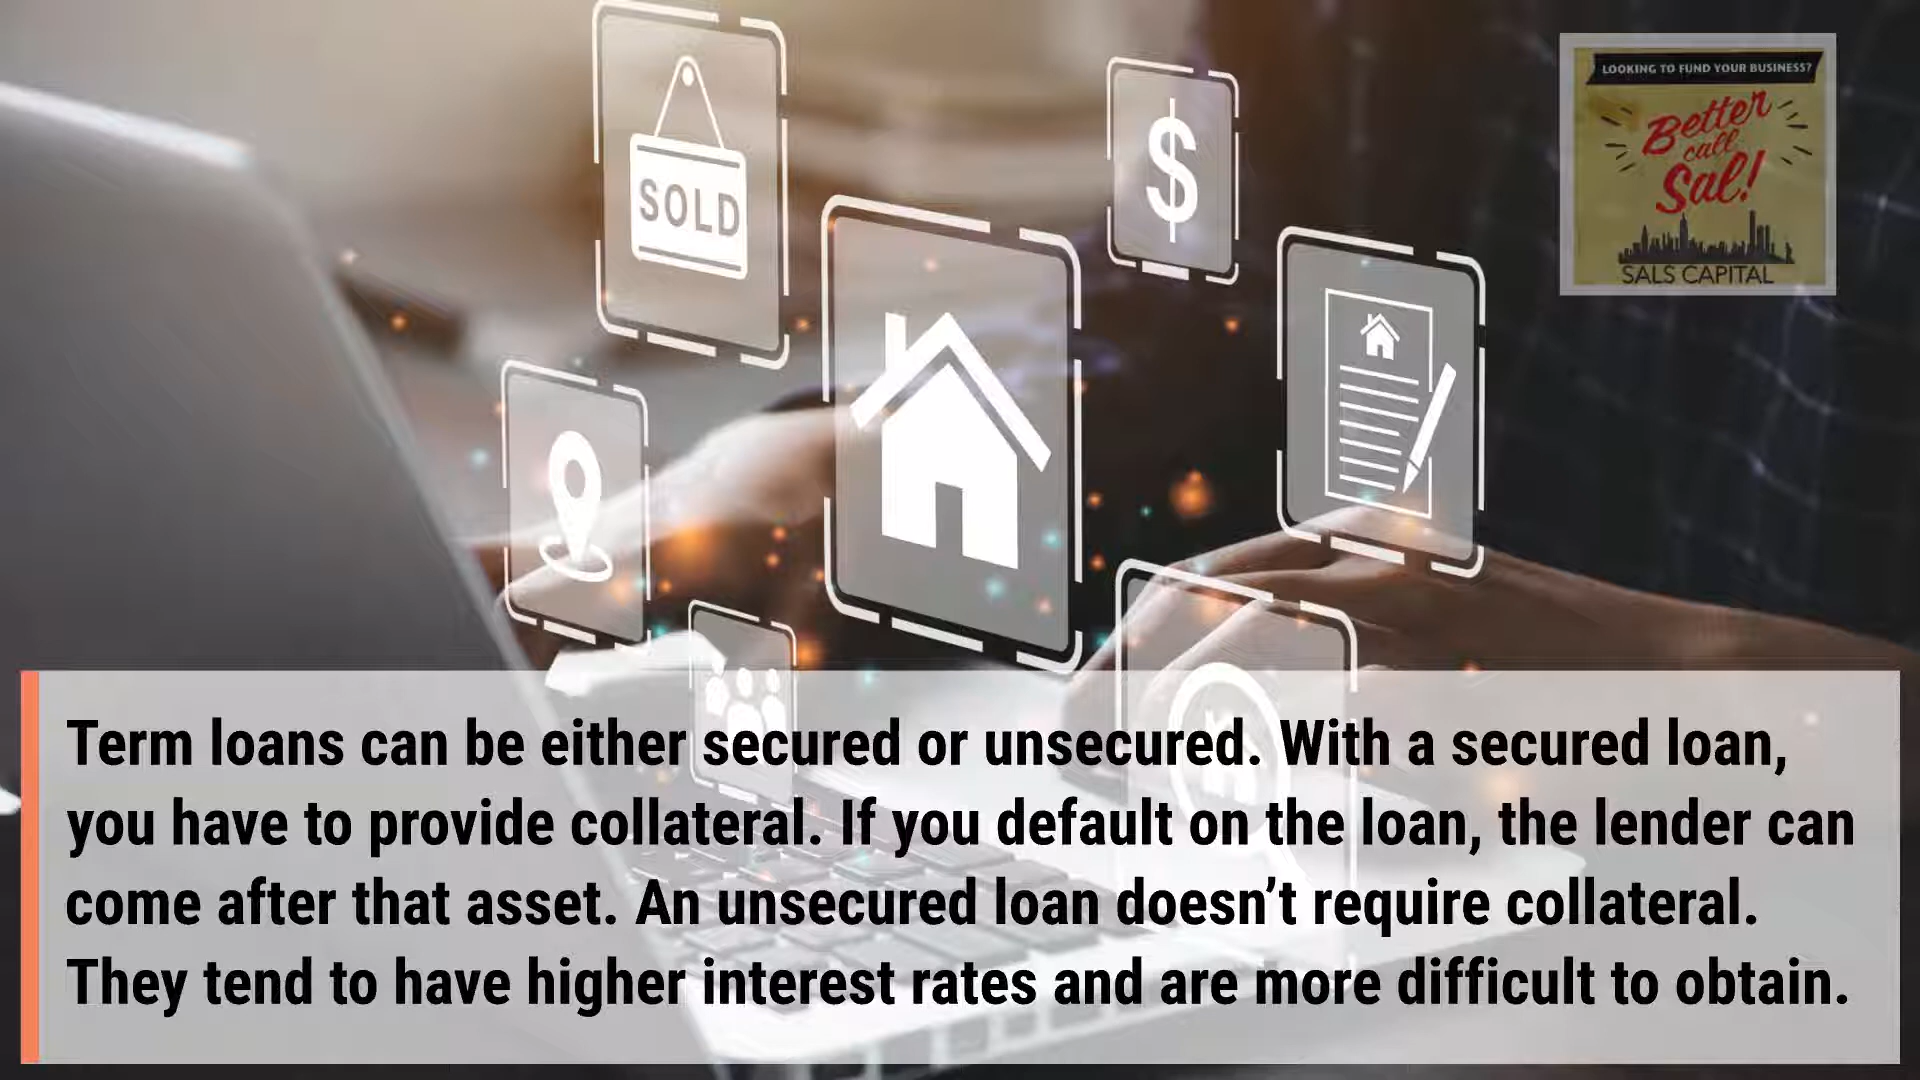 LOOKING TO FUND YOUR BUSINESS?
Better
call
Sal!
SALS CAPITAL
SOLD
$
Term loans can be either secured or unsecured. With a secured loan,
you have to provide collateral. If you default on the loan, the lender can
come after that asset. An unsecured loan doesn’t require collateral.
They tend to have higher interest rates and are more difficult to obtain.